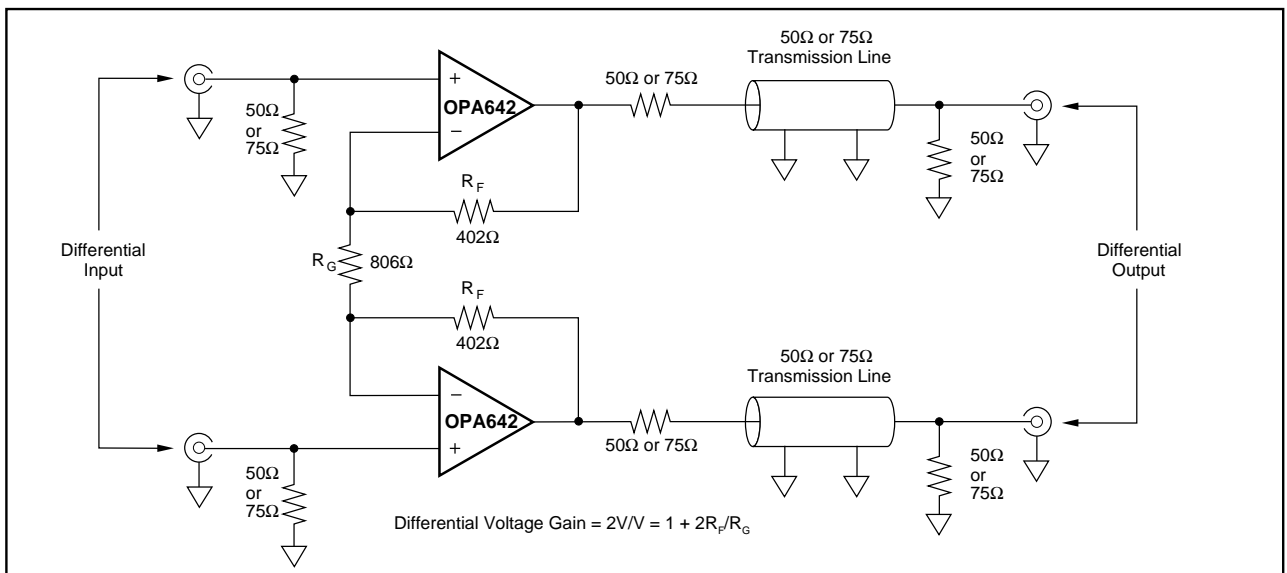 50Ω or 75Ω
Transmission Line
50Ω or 75Ω
+
OPA642
−
50Ω
or
75Ω
50Ω
or
75Ω
R_F
402Ω
Differential
Input
R_G
806Ω
Differential
Output
R_F
402Ω
50Ω or 75Ω
Transmission Line
−
OPA642
+
50Ω or 75Ω
50Ω
or
75Ω
50Ω
or
75Ω
Differential Voltage Gain = 2V/V = 1 + 2R_F/R_G